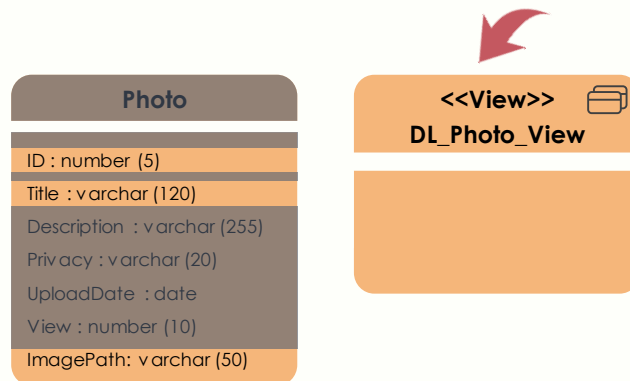 Photo
ID : number (5)
Title : varchar (120)
Description : varchar (255)
Privacy : varchar (20)
UploadDate : date
View : number (10)
ImagePath: varchar (50)
<<View>>
DL_Photo_View